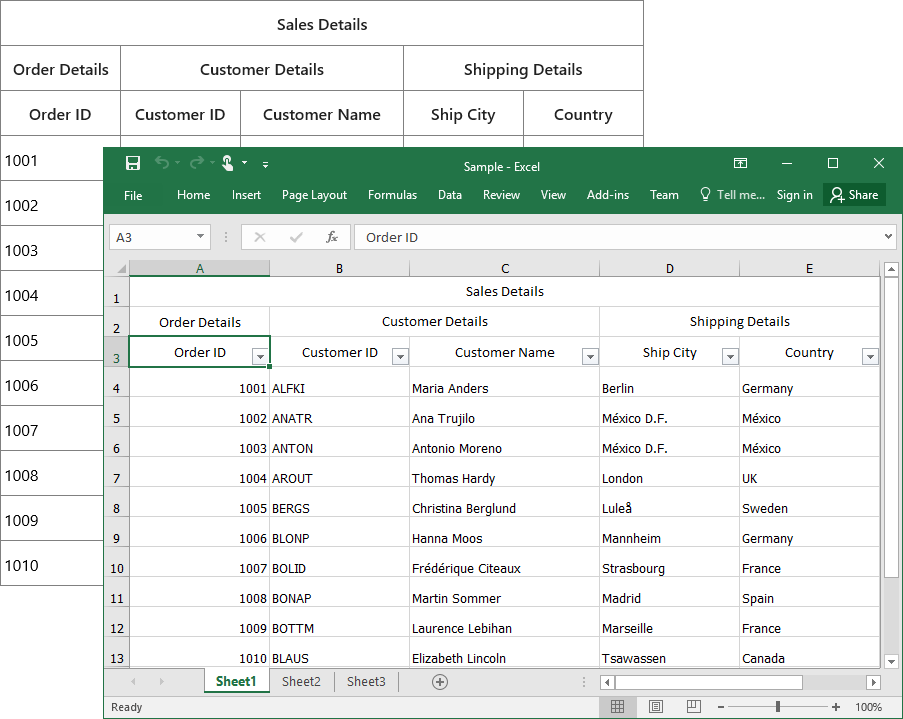 Sales Details
Order Details Customer Details Shipping Details
Order ID Customer ID Customer Name Ship City Country
1001
1002
1003
1004
1005
1006
1007
1008
1009
1010
Sample - Excel
File Home Insert Page Layout Formulas Data Review View Add-ins Team Tell me... Sign in Share
A3 fx Order ID
A B C D E
1 Sales Details
2 Order Details Customer Details Shipping Details
3 Order ID Customer ID Customer Name Ship City Country
4 1001 ALFKI Maria Anders Berlin Germany
5 1002 ANATR Ana Trujilo México D.F. México
6 1003 ANTON Antonio Moreno México D.F. México
7 1004 AROUT Thomas Hardy London UK
8 1005 BERGS Christina Berglund Luleå Sweden
9 1006 BLONP Hanna Moos Mannheim Germany
10 1007 BOLID Frédérique Citeaux Strasbourg France
11 1008 BONAP Martin Sommer Madrid Spain
12 1009 BOTTM Laurence Lebihan Marseille France
13 1010 BLAUS Elizabeth Lincoln Tsawassen Canada
Sheet1 Sheet2 Sheet3
Ready 100%